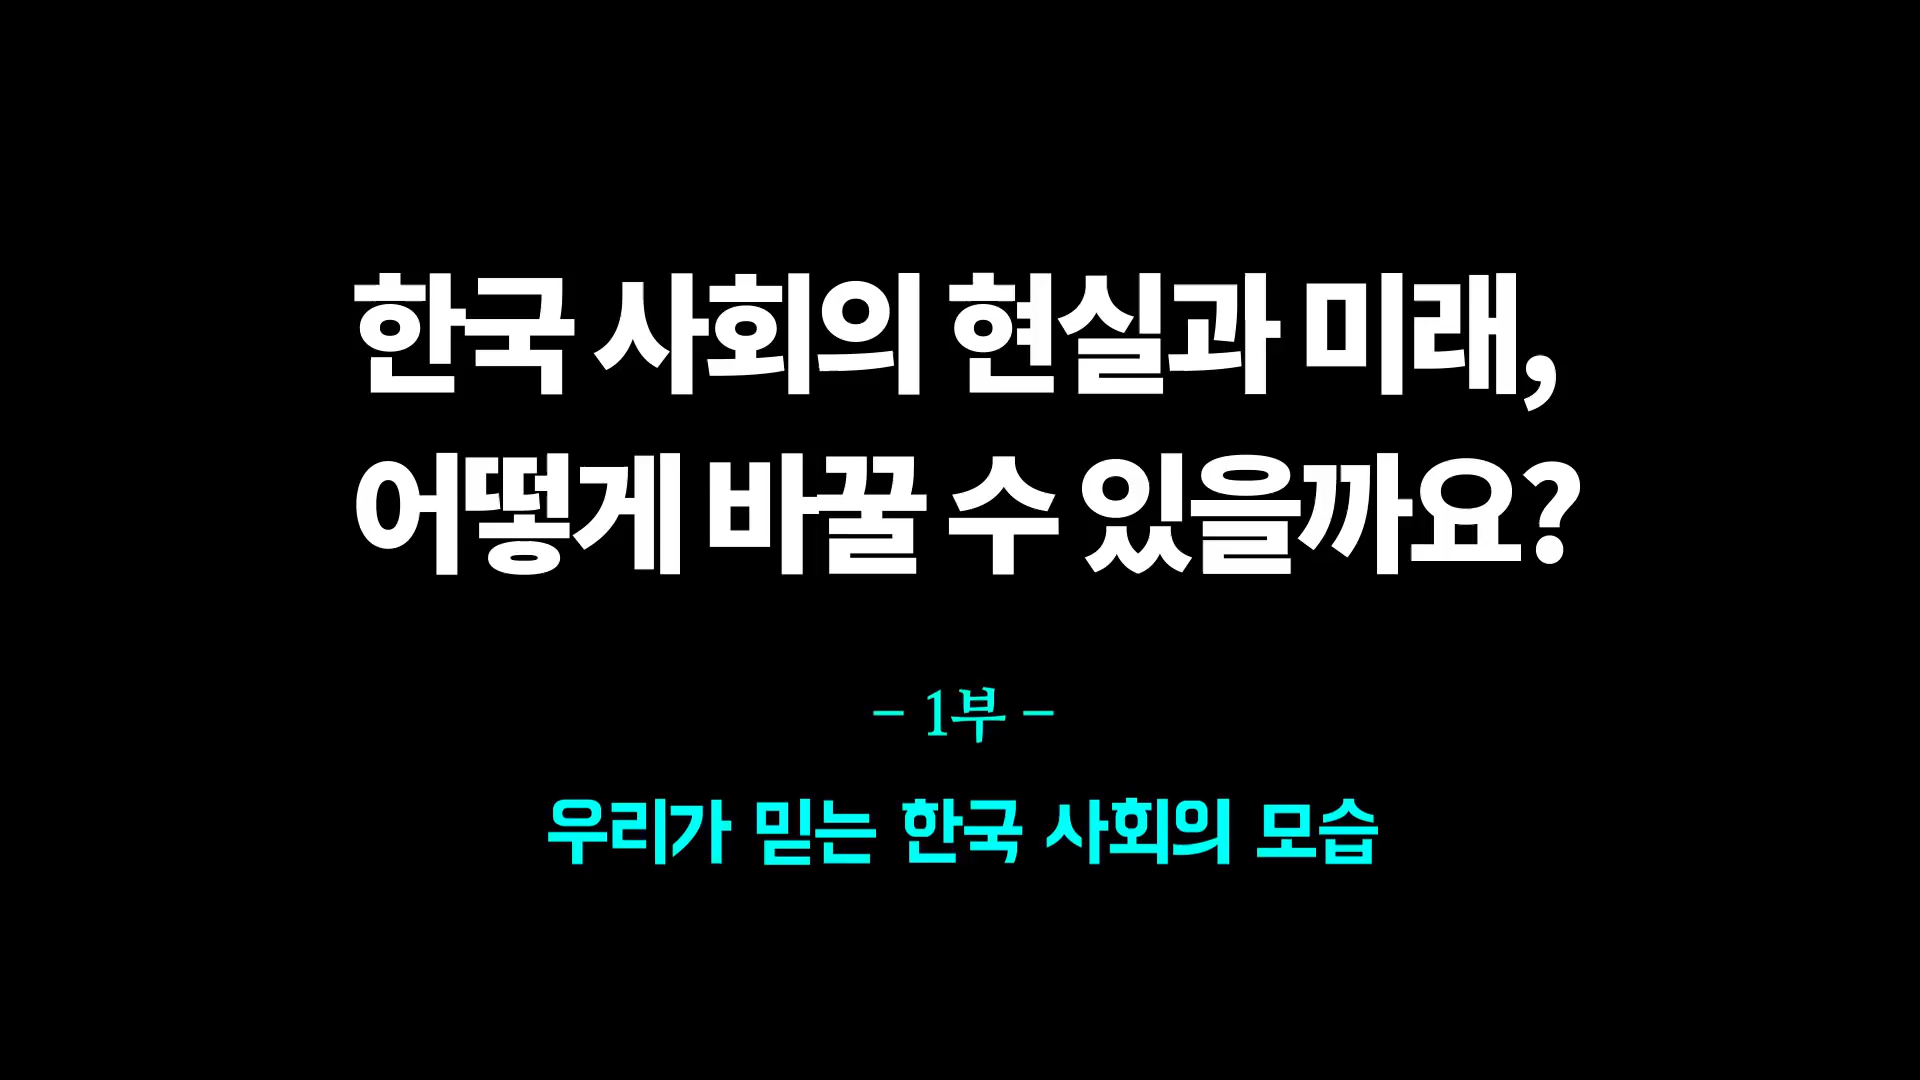 한국 사회의 현실과 미래,
어떻게 바꿀 수 있을까요?
- 1부 -
우리가 믿는 한국 사회의 모습